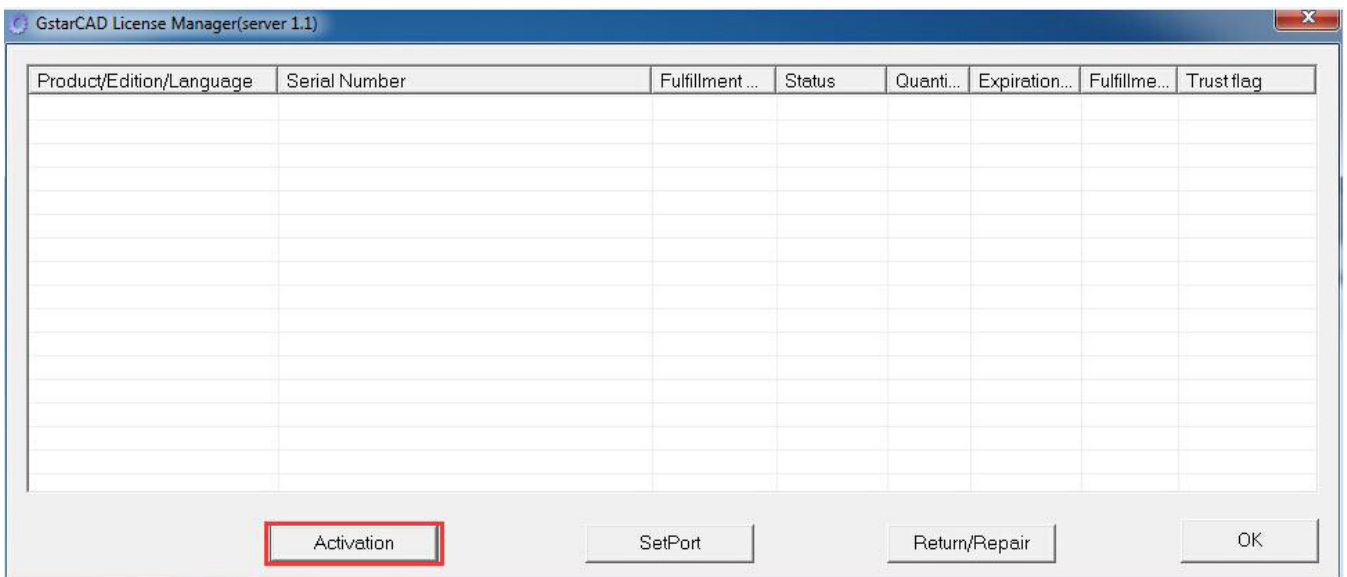 GstarCAD License Manager(server 1.1)
Product/Edition/Language Serial Number Fulfillment ... Status Quanti... Expiration... Fulfillme... Trust flag
Activation SetPort Return/Repair OK